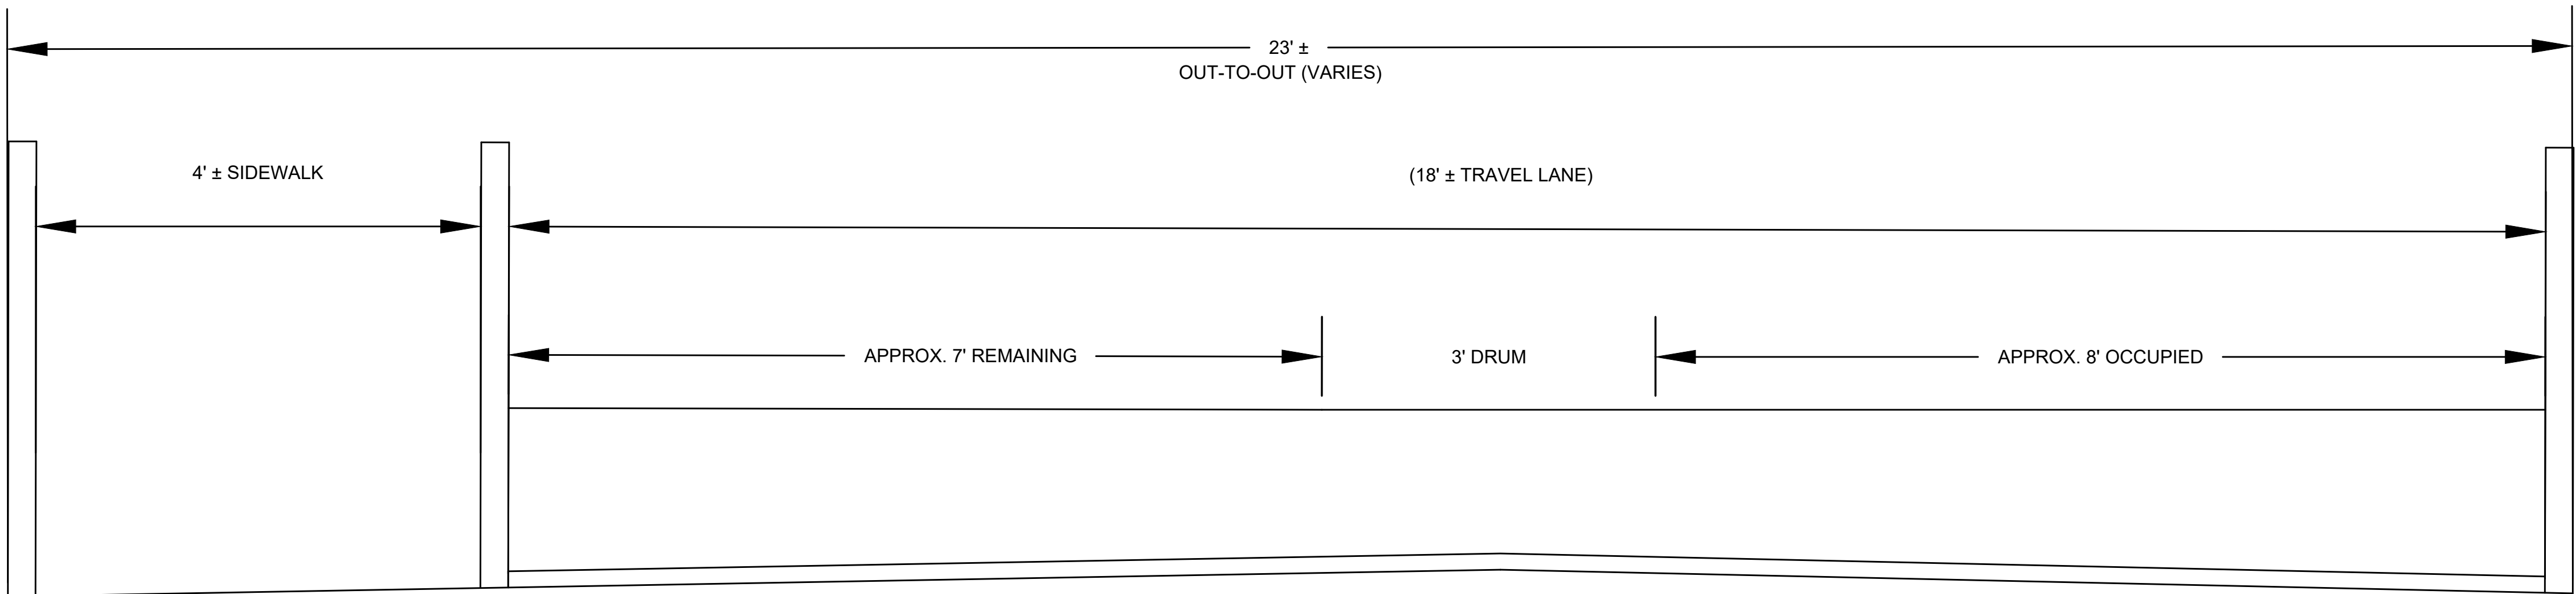 23' ±
OUT-TO-OUT (VARIES)
4' ± SIDEWALK
(18' ± TRAVEL LANE)
APPROX. 7' REMAINING
3' DRUM
APPROX. 8' OCCUPIED